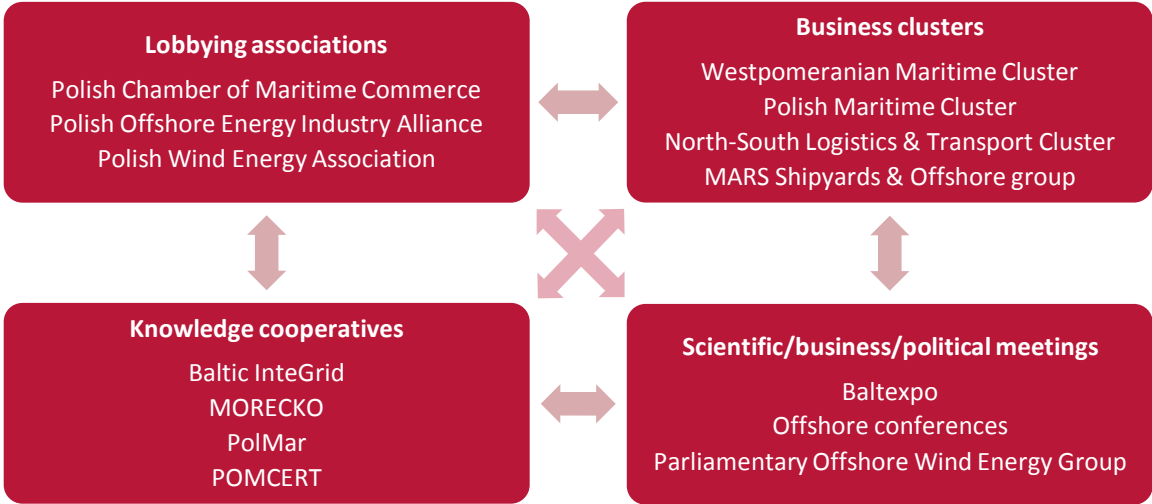 Lobbying associations
Polish Chamber of Maritime Commerce
Polish Offshore Energy Industry Alliance
Polish Wind Energy Association
Business clusters
Westpomeranian Maritime Cluster
Polish Maritime Cluster
North-South Logistics & Transport Cluster
MARS Shipyards & Offshore group
Knowledge cooperatives
Baltic InteGrid
MORECKO
PolMar
POMCERT
Scientific/business/political meetings
Baltexpo
Offshore conferences
Parliamentary Offshore Wind Energy Group